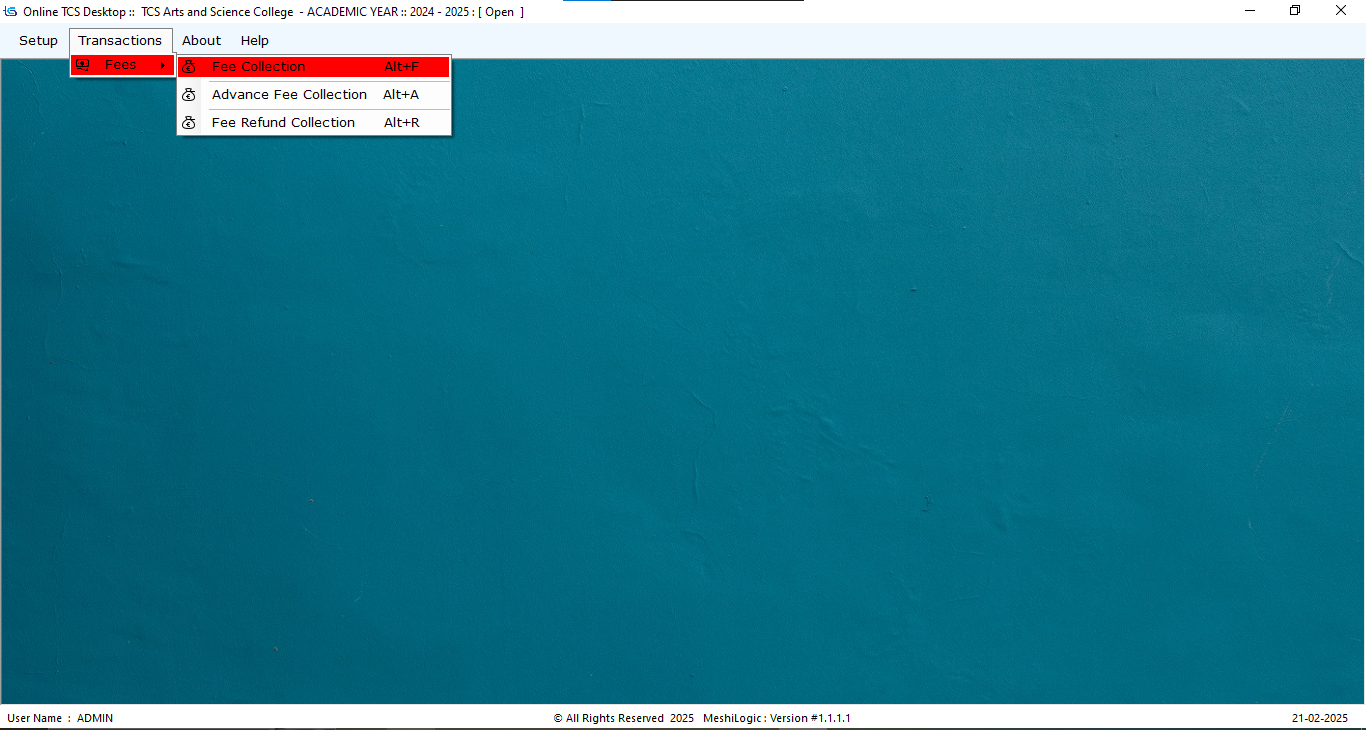 Online TCS Desktop :: TCS Arts and Science College - ACADEMIC YEAR :: 2024 - 2025 : [ Open ]
Setup Transactions About Help
Fees
Fee Collection Alt+F
Advance Fee Collection Alt+A
Fee Refund Collection Alt+R
User Name : ADMIN © All Rights Reserved 2025 MeshiLogic : Version #1.1.1.1 21-02-2025